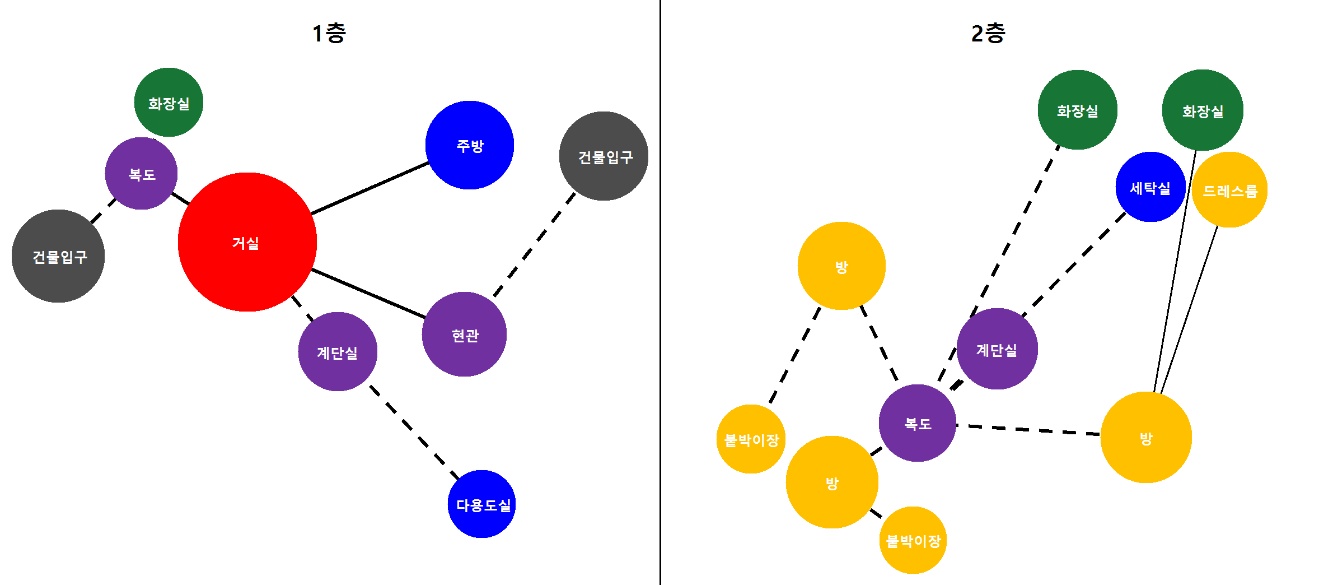 1층
화장실
주방
건물입구
복도
거실
건물입구
현관
계단실
다용도실
2층
화장실
화장실
세탁실
드레스룸
방
계단실
복도
방
붙박이장
방
붙박이장